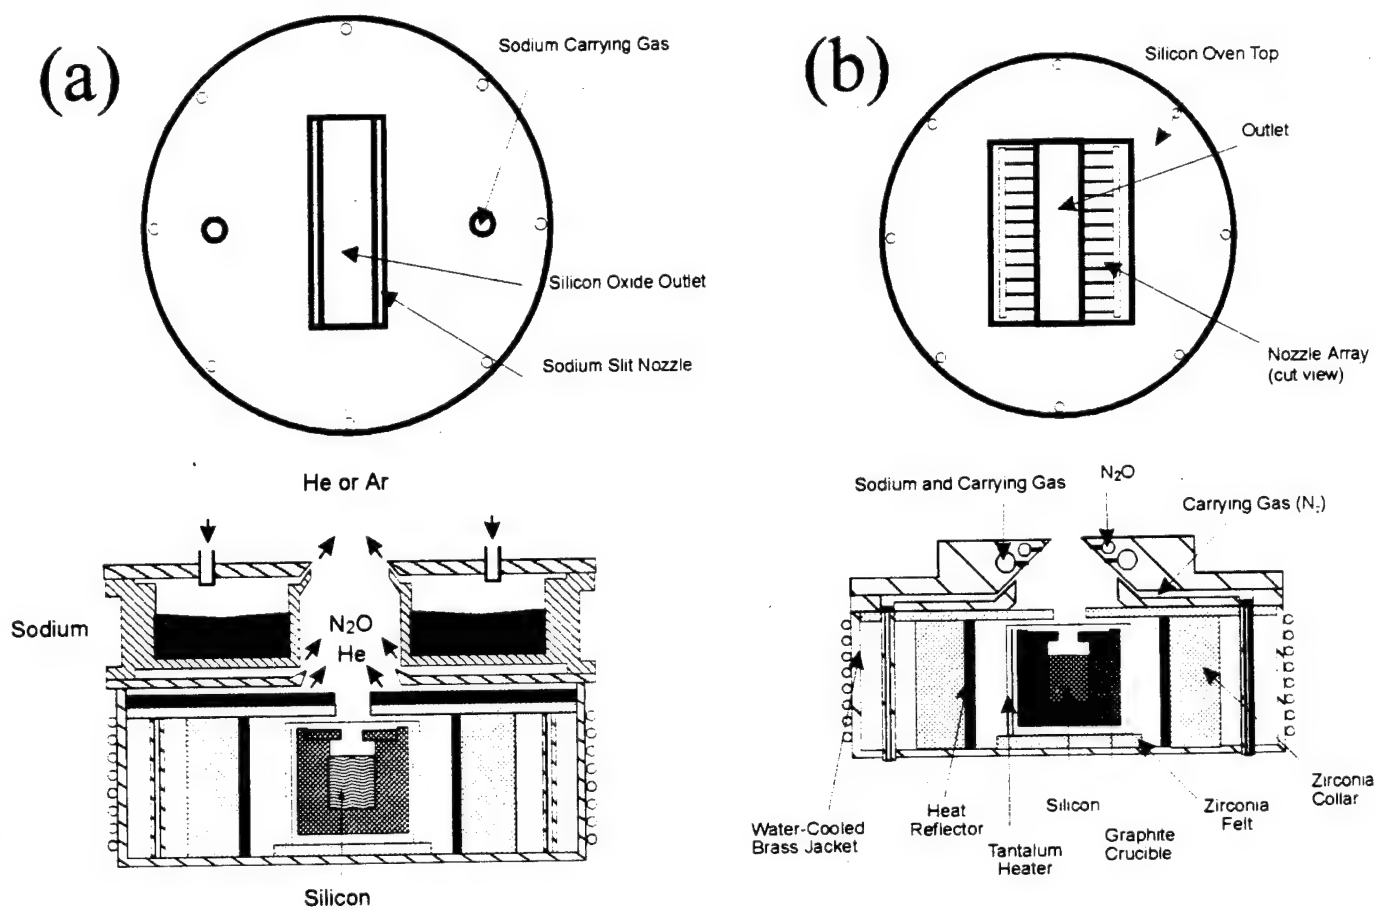 (a)
Sodium Carrying Gas
Silicon Oxide Outlet
Sodium Slit Nozzle
He or Ar
Sodium
N2O
He
Silicon
(b)
Silicon Oven Top
Outlet
Nozzle Array
(cut view)
Sodium and Carrying Gas
N2O
Carrying Gas (N2)
Water-Cooled
Brass Jacket
Heat
Reflector
Tantalum
Heater
Silicon
Graphite
Crucible
Zirconia
Felt
Zirconia
Collar